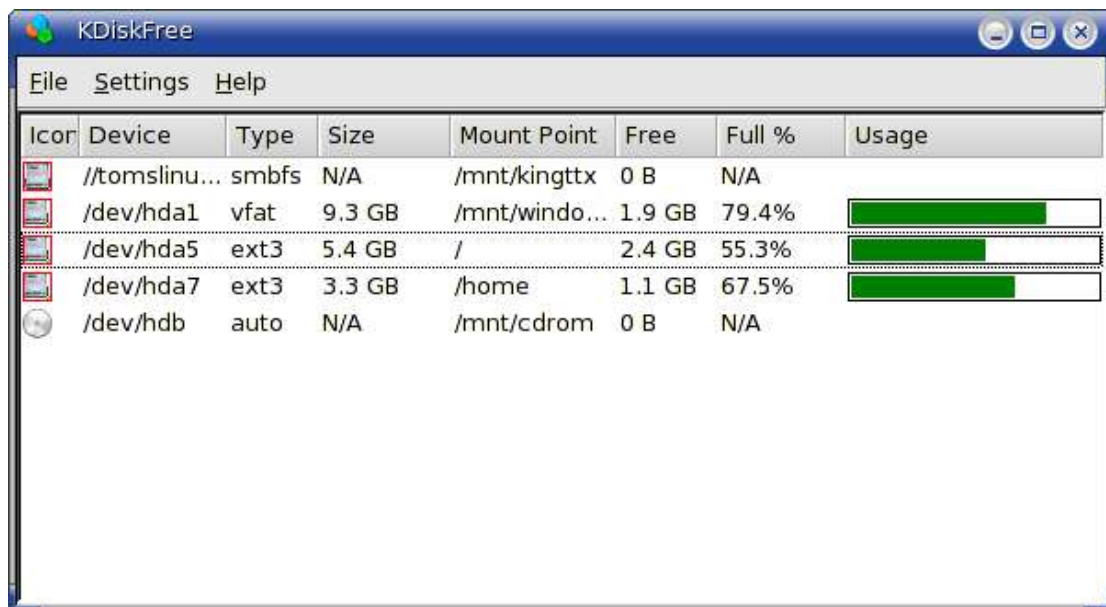 KDiskFree
File Settings Help
Icon Device Type Size Mount Point Free Full % Usage
//tomslinu... smbfs N/A /mnt/kingttx 0 B N/A
/dev/hda1 vfat 9.3 GB /mnt/windo... 1.9 GB 79.4%
/dev/hda5 ext3 5.4 GB / 2.4 GB 55.3%
/dev/hda7 ext3 3.3 GB /home 1.1 GB 67.5%
/dev/hdb auto N/A /mnt/cdrom 0 B N/A